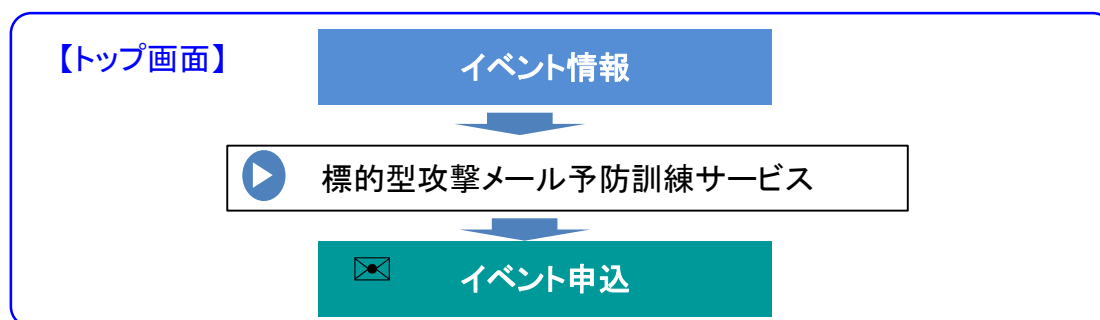 【トップ画面】
イベント情報
標的型攻撃メール予防訓練サービス
イベント申込